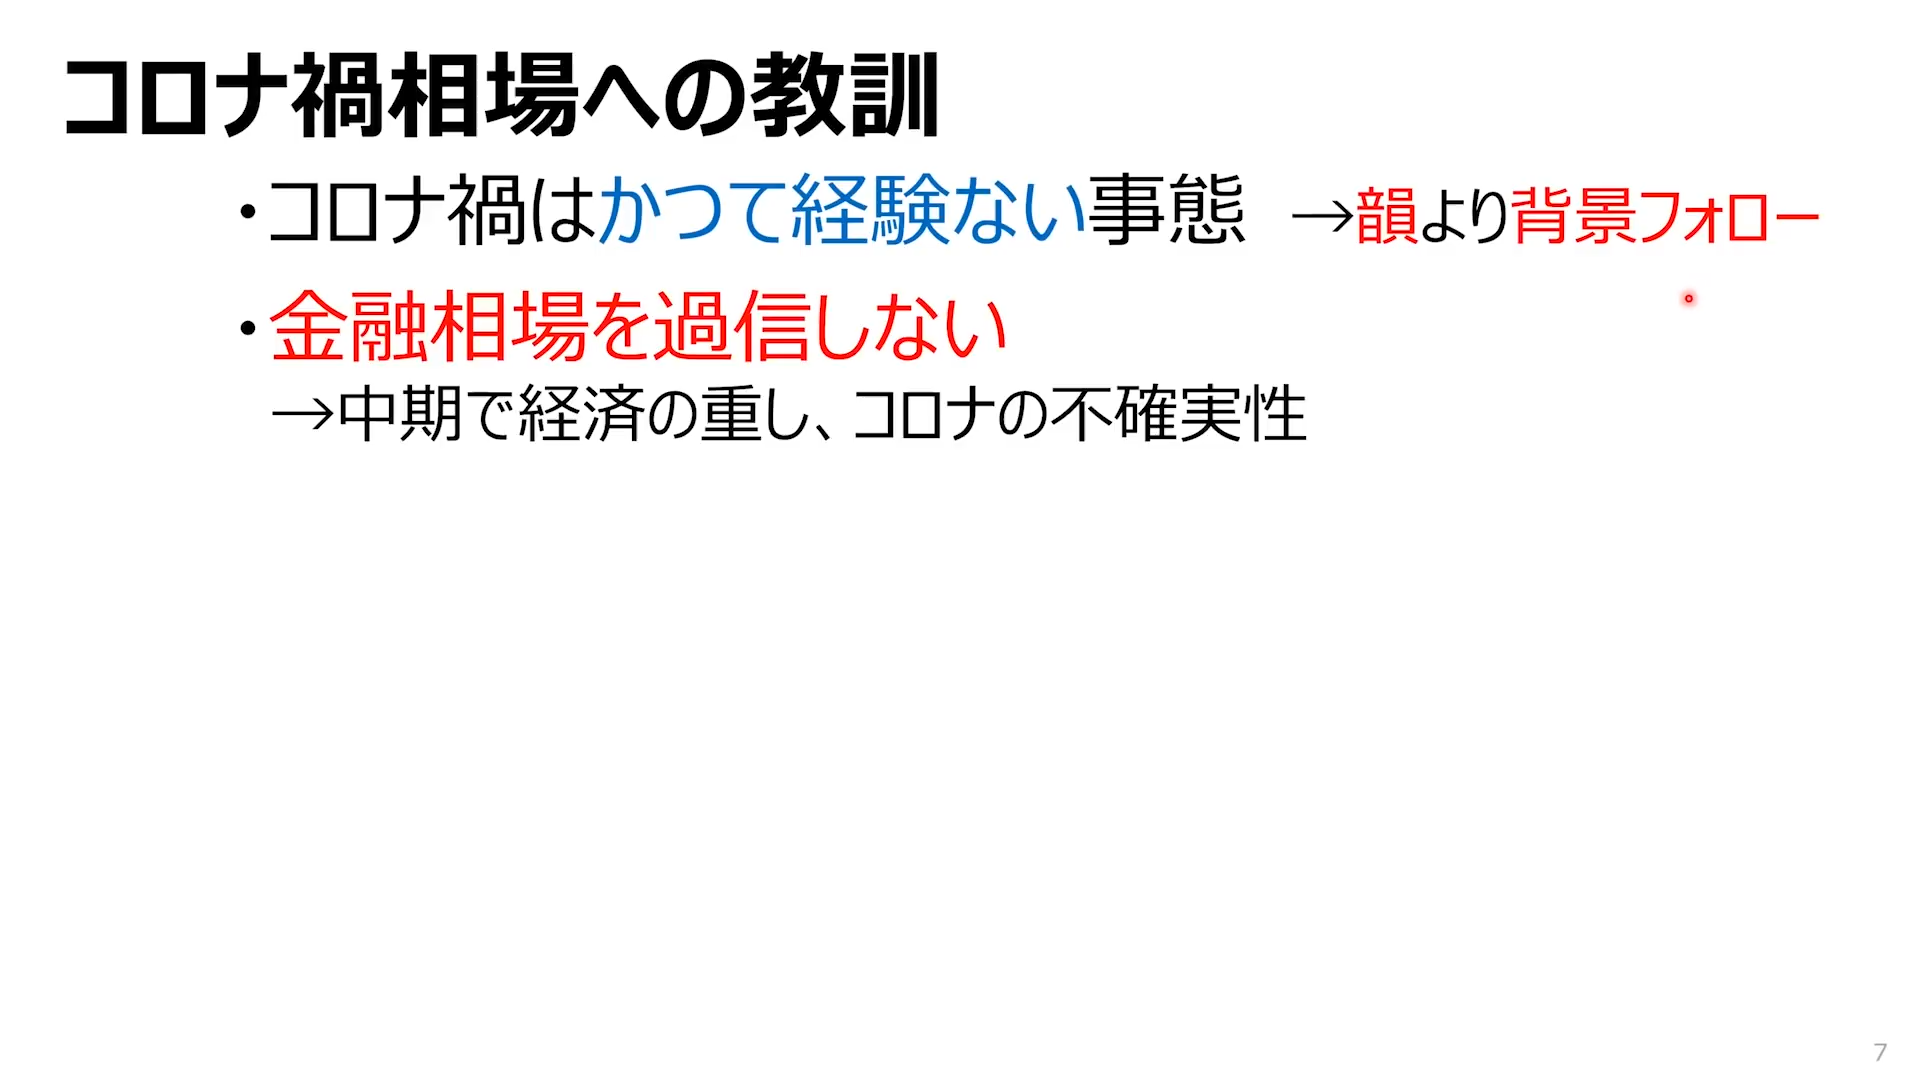 コロナ禍相場への教訓
・コロナ禍はかつて経験ない事態 →韻より背景フォロー
・金融相場を過信しない
→中期で経済の重し、コロナの不確実性
7